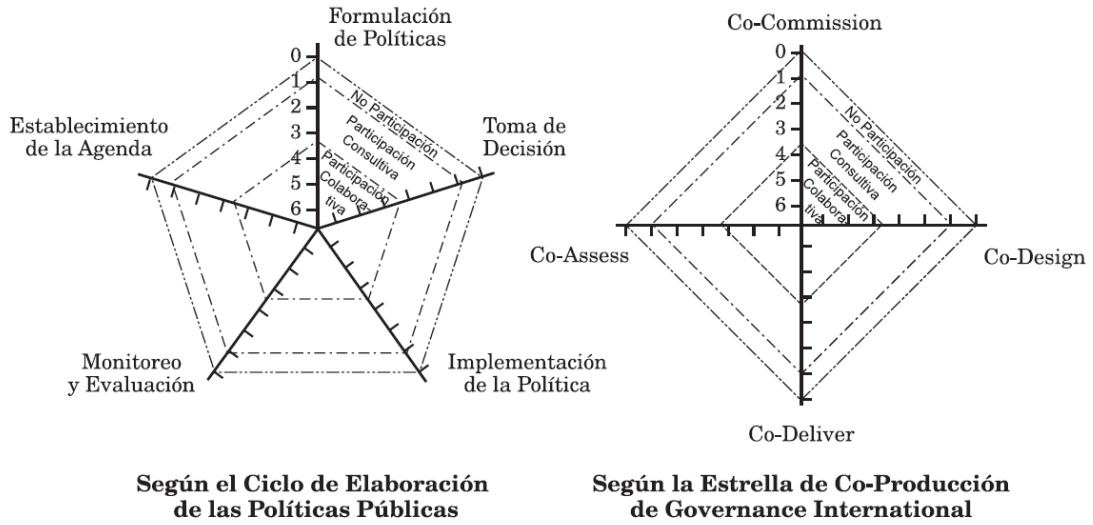 Formulación
de Políticas
0
1
2
3
4
5
6
No Participación
Participación
Consultiva
Participación
Colabora-
tiva
Establecimiento
de la Agenda
Toma de
Decisión
Monitoreo
y Evaluación
Implementación
de la Política
Según el Ciclo de Elaboración
de las Políticas Públicas
Co-Commission
0
1
2
3
4
5
6
No Participación
Participación
Consultiva
Participación
Colabora-
tiva
Co-Assess
Co-Design
Co-Deliver
Según la Estrella de Co-Producción
de Governance International